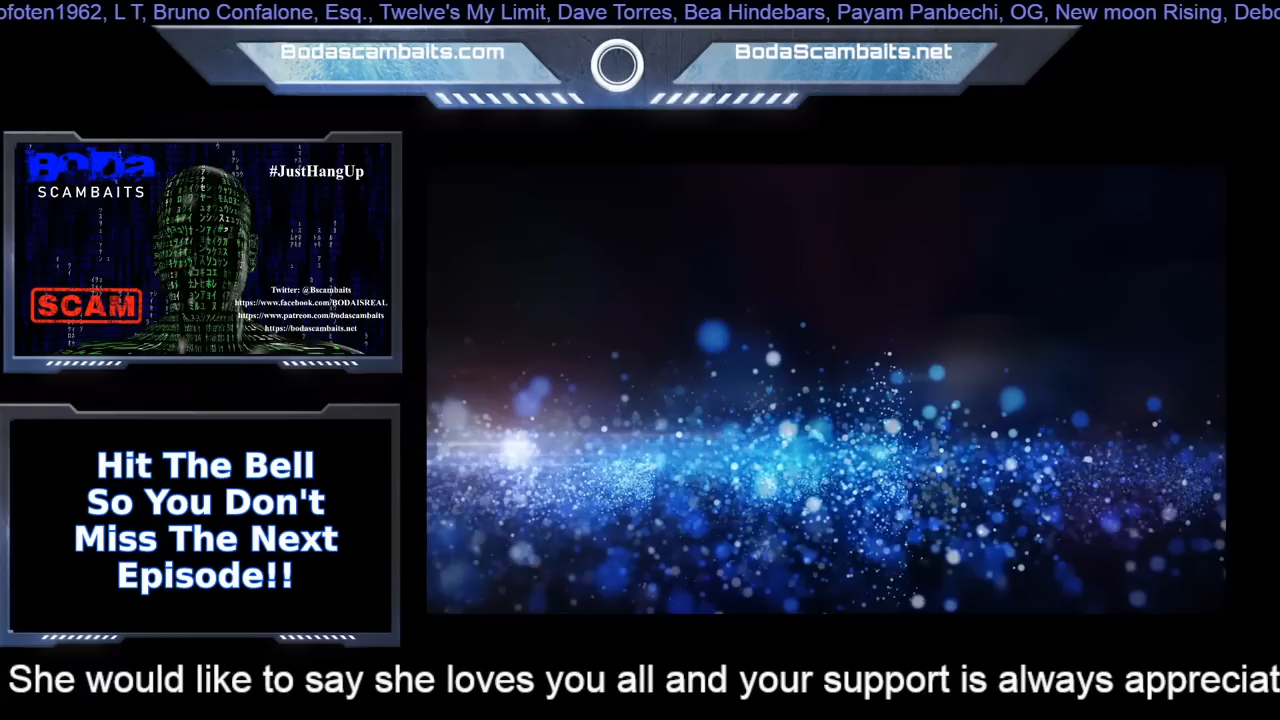 ofoten1962, L T, Bruno Confalone, Esq., Twelve's My Limit, Dave Torres, Bea Hindebars, Payam Panbechi, OG, New moon Rising, Debo
Bodascambaits.com
BodaScambaits.net
BoDa
SCAMBAITS
#JustHangUp
SCAM
Twitter: @Bscambaits
https://www.facebook.com/BODAISREAL
https://www.patreon.com/bodascambaits
https://bodascambaits.net
Hit The Bell
So You Don't
Miss The Next
Episode!!
She would like to say she loves you all and your support is always appreciat